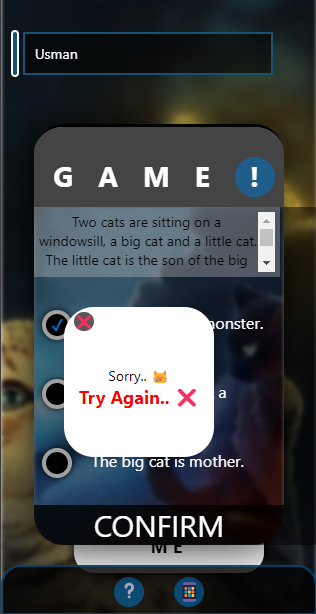 Usman
G A M E !
Two cats are sitting on a
windowsill, a big cat and a little cat.
The little cat is the son of the big
monster.
Sorry..
Try Again..
a
The big cat is mother.
CONFIRM
M E
?